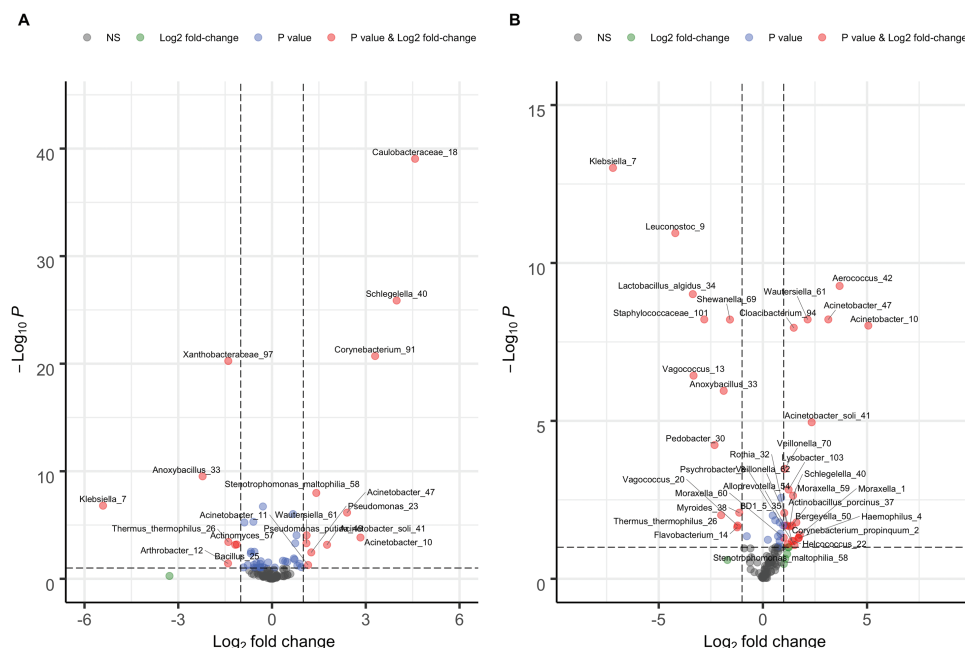 A
NS Log2 fold-change P value P value & Log2 fold-change
Caulobacteraceae_18
Schlegelella_40
Corynebacterium_91
Xanthobacteraceae_97
Anoxybacillus_33
Stenotrophomonas_maltophilia_58
Klebsiella_7
Acinetobacter_47
Pseudomonas_23
Acinetobacter_11
Wautersiella_61
Thermus_thermophilus_26
Actinomyces_57
Acinetobacter_soli_41
Acinetobacter_10
Arthrobacter_12
40
30
20
10
0
−6
−3
0
3
6
−Log10 P
Log2 fold change
B
NS Log2 fold-change P value P value & Log2 fold-change
Klebsiella_7
Leuconostoc_9
Aerococcus_42
Lactobacillus_algidus_34
Wautersiella_61
Shewanella_69
Acinetobacter_47
Staphylococcaceae_101
Cloacibacterium_94
Acinetobacter_10
Vagococcus_13
Anoxybacillus_33
Acinetobacter_soli_41
Pedobacter_30
Veillonella_70
Rothia_32
Lysobacter_103
Schlegelella_40
Vagococcus_20
Moraxella_59
Moraxella_1
Moraxella_60
Actinobacillus_porcinus_37
Myroides_38
BD1_5_35
Bergeyella_50
Haemophilus_4
Thermus_thermophilus_26
Corynebacterium_propinquum_2
Flavobacterium_14
Helcococcus_22
Stenotrophomonas_maltophilia_58
15
10
5
0
−5
0
5
−Log10 P
Log2 fold change